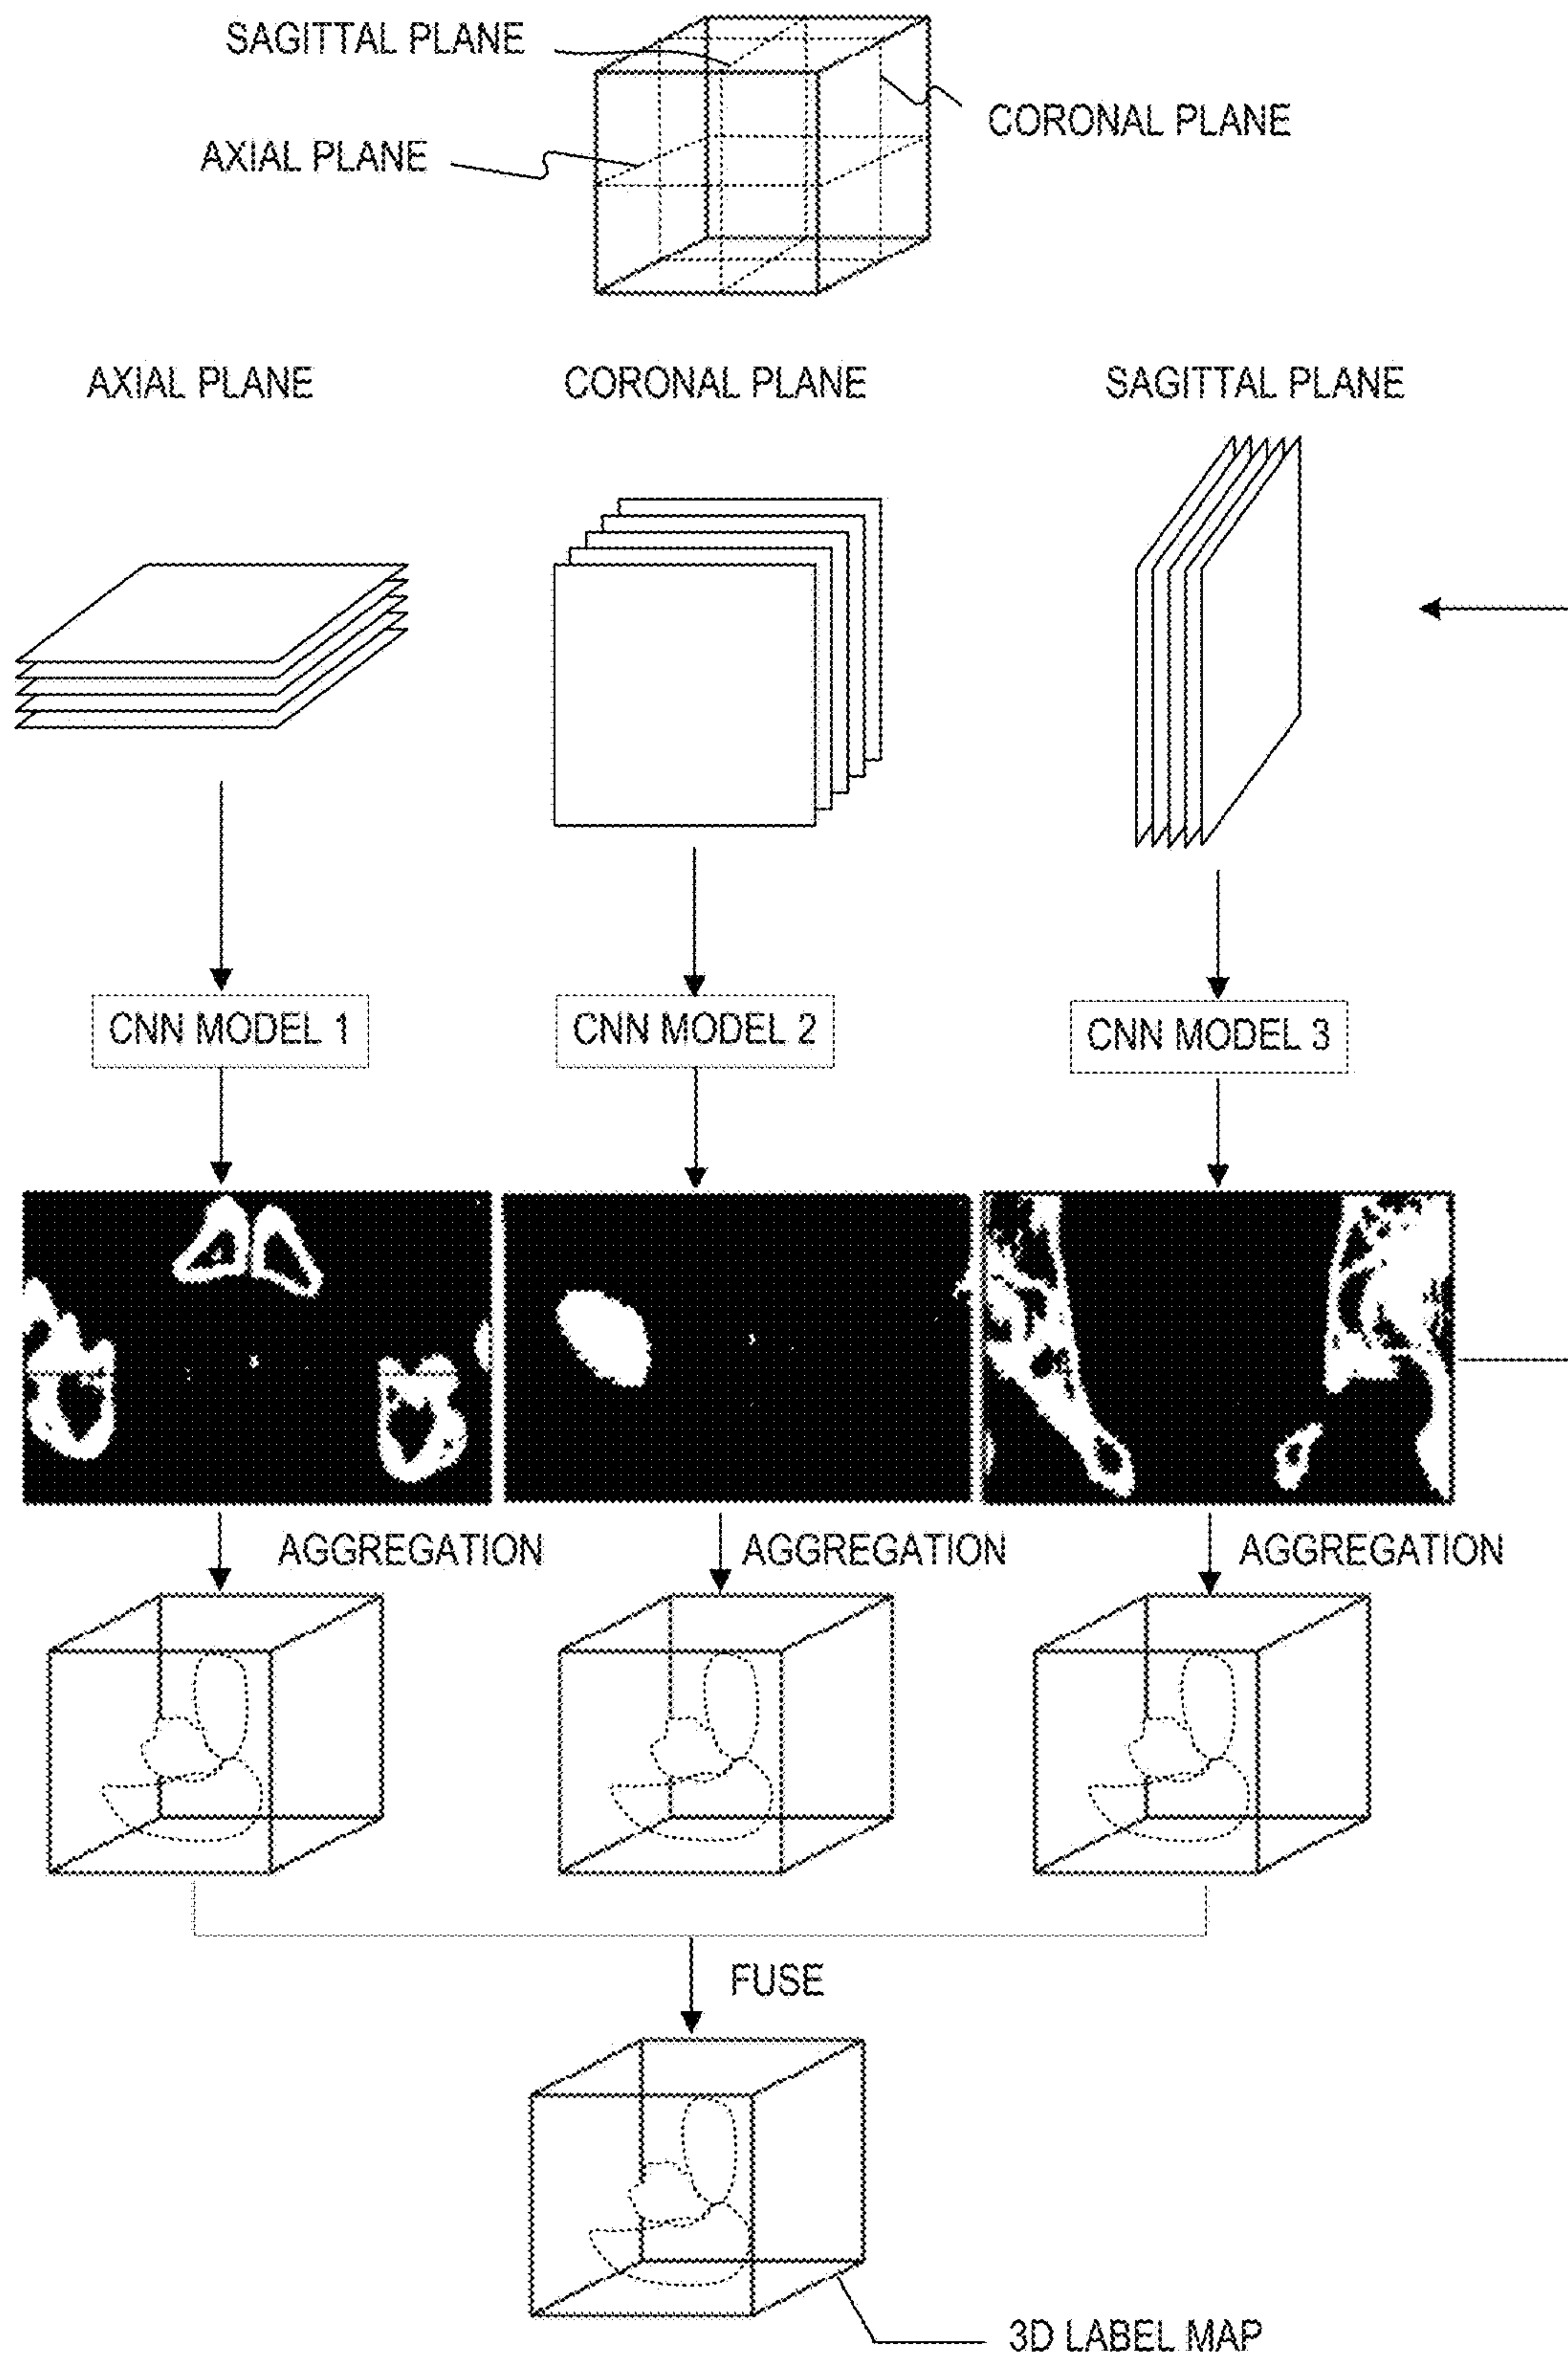 SAGITTAL PLANE
CORONAL PLANE
AXIAL PLANE
AXIAL PLANE
CORONAL PLANE
SAGITTAL PLANE
CNN MODEL 1
CNN MODEL 2
CNN MODEL 3
AGGREGATION
AGGREGATION
AGGREGATION
FUSE
3D LABEL MAP